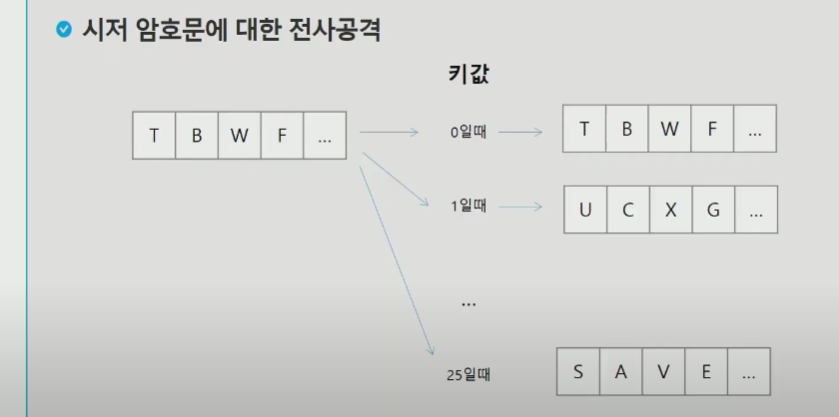 시저 암호문에 대한 전사공격
키값
T B W F ...
0일때
T B W F ...
1일때
U C X G ...
...
25일때
S A V E ...